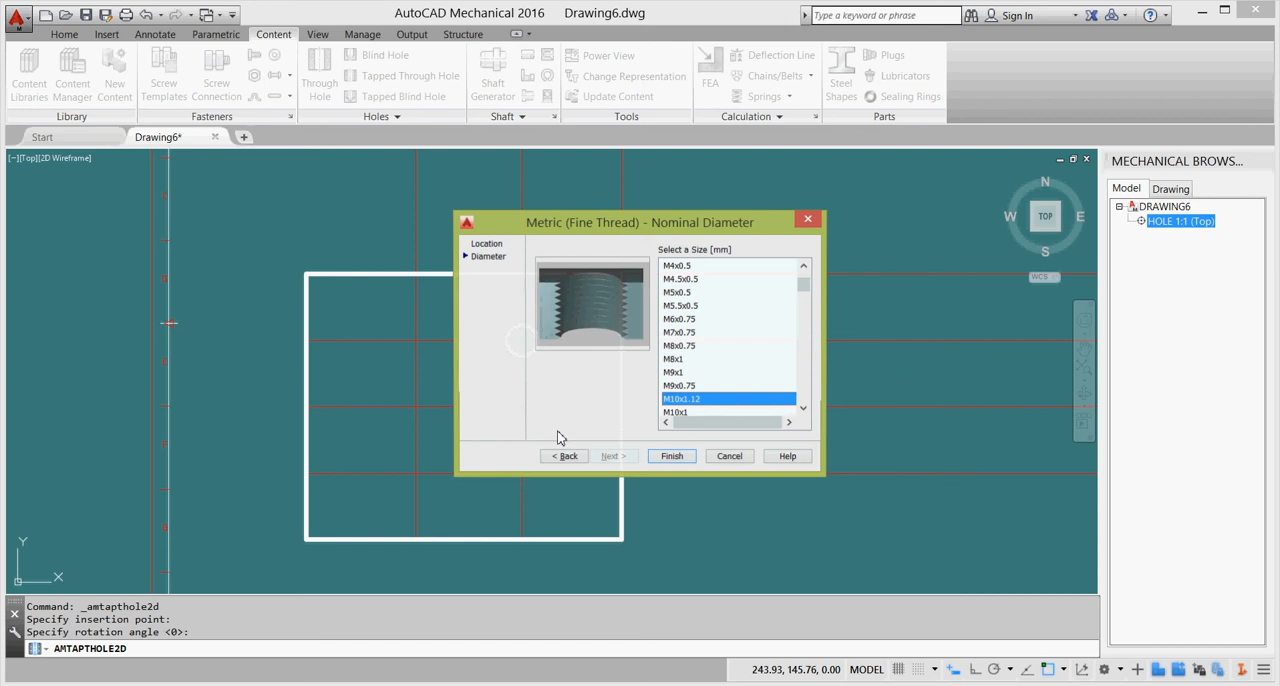 AutoCAD Mechanical 2016 Drawing6.dwg
Type a keyword or phrase
Sign In
Home Insert Annotate Parametric Content View Manage Output Structure
Content Libraries
Content Manager
New Content
Library
Screw Templates
Screw Connection
Fasteners
Through Hole
Blind Hole
Tapped Through Hole
Tapped Blind Hole
Holes
Shaft Generator
Shaft
Power View
Change Representation
Update Content
Tools
FEA
Deflection Line
Chains/Belts
Springs
Calculation
Steel Shapes
Plugs
Lubricators
Sealing Rings
Parts
Start
Drawing6*
[−][Top][2D Wireframe]
N
W TOP E
S
WCS
MECHANICAL BROWS...
Model Drawing
DRAWING6
HOLE 1:1 (Top)
Metric (Fine Thread) - Nominal Diameter
Location
Diameter
Select a Size [mm]
M4x0.5
M4.5x0.5
M5x0.5
M5.5x0.5
M6x0.75
M7x0.75
M8x0.75
M8x1
M9x1
M9x0.75
M10x1.12
M10x1
< Back Next > Finish Cancel Help
Y
X
Command: _amtapthole2d
Specify insertion point:
Specify rotation angle <0>:
AMTAPTHOLE2D
243.93, 145.76, 0.00 MODEL